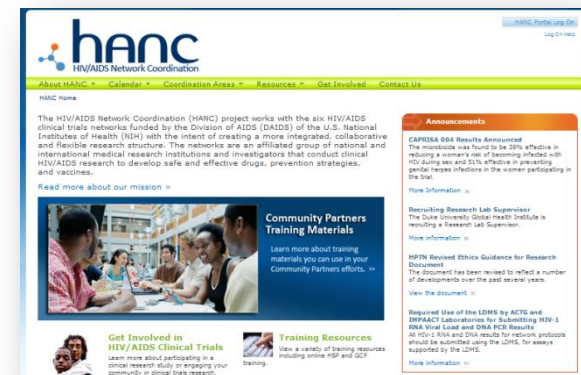 HANC Portal Log On
Log On Help
hanc
HIV/AIDS Network Coordination
About HANC
Calendar
Coordination Areas
Resources
Get Involved
Contact Us
HANC Home
The HIV/AIDS Network Coordination (HANC) project works with the six HIV/AIDS
clinical trials networks funded by the Division of AIDS (DAIDS) of the U.S. National
Institutes of Health (NIH) with the intent of creating a more integrated, collaborative
and flexible research structure. The networks are an affiliated group of national and
international medical research institutions and investigators that conduct clinical
HIV/AIDS research to develop safe and effective drugs, prevention strategies,
and vaccines.
Read more about our mission »
Community Partners
Training Materials
Learn more about training
materials you can use in your
Community Partners efforts. »
Get Involved in
HIV/AIDS Clinical Trials
Learn more about participating in a
clinical research study or engaging your
community in clinical trials research.
Training Resources
View a variety of training resources
including online HSP and GCP
training.
Announcements
CAPRISA 004 Results Announced
The microbicide was found to be 39% effective in
reducing a woman's risk of becoming infected with
HIV during sex and 51% effective in preventing
genital herpes infections in the women participating in
the trial.
More Information »
Recruiting Research Lab Supervisor
The Duke University Global Health Institute is
recruiting a Research Lab Supervisor.
More information »
HPTN Revised Ethics Guidance for Research
Document
The document has been revised to reflect a number
of developments over the past several years.
View the document »
Required Use of the LDMS by ACTG and
IMPAACT Laboratories for Submitting HIV-1
RNA Viral Load and DNA PCR Results
All HIV-1 RNA and DNA results for network protocols
should be submitted using the LDMS, for assays
supported by the LDMS.
More information »